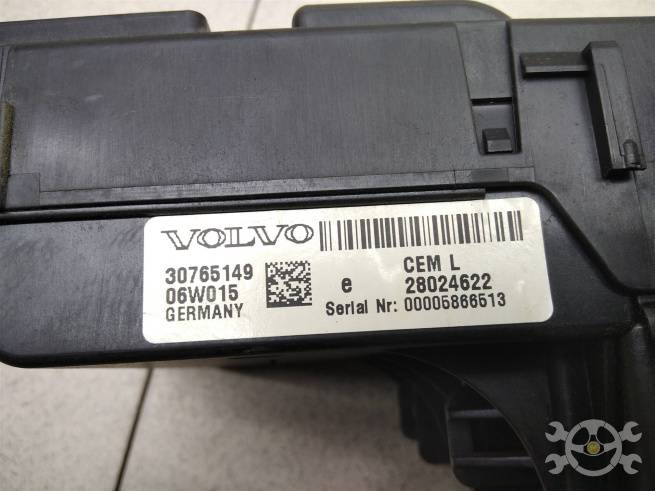 VOLVO
30765149
06W015
GERMANY
e
CEM L
28024622
Serial Nr: 00005866513